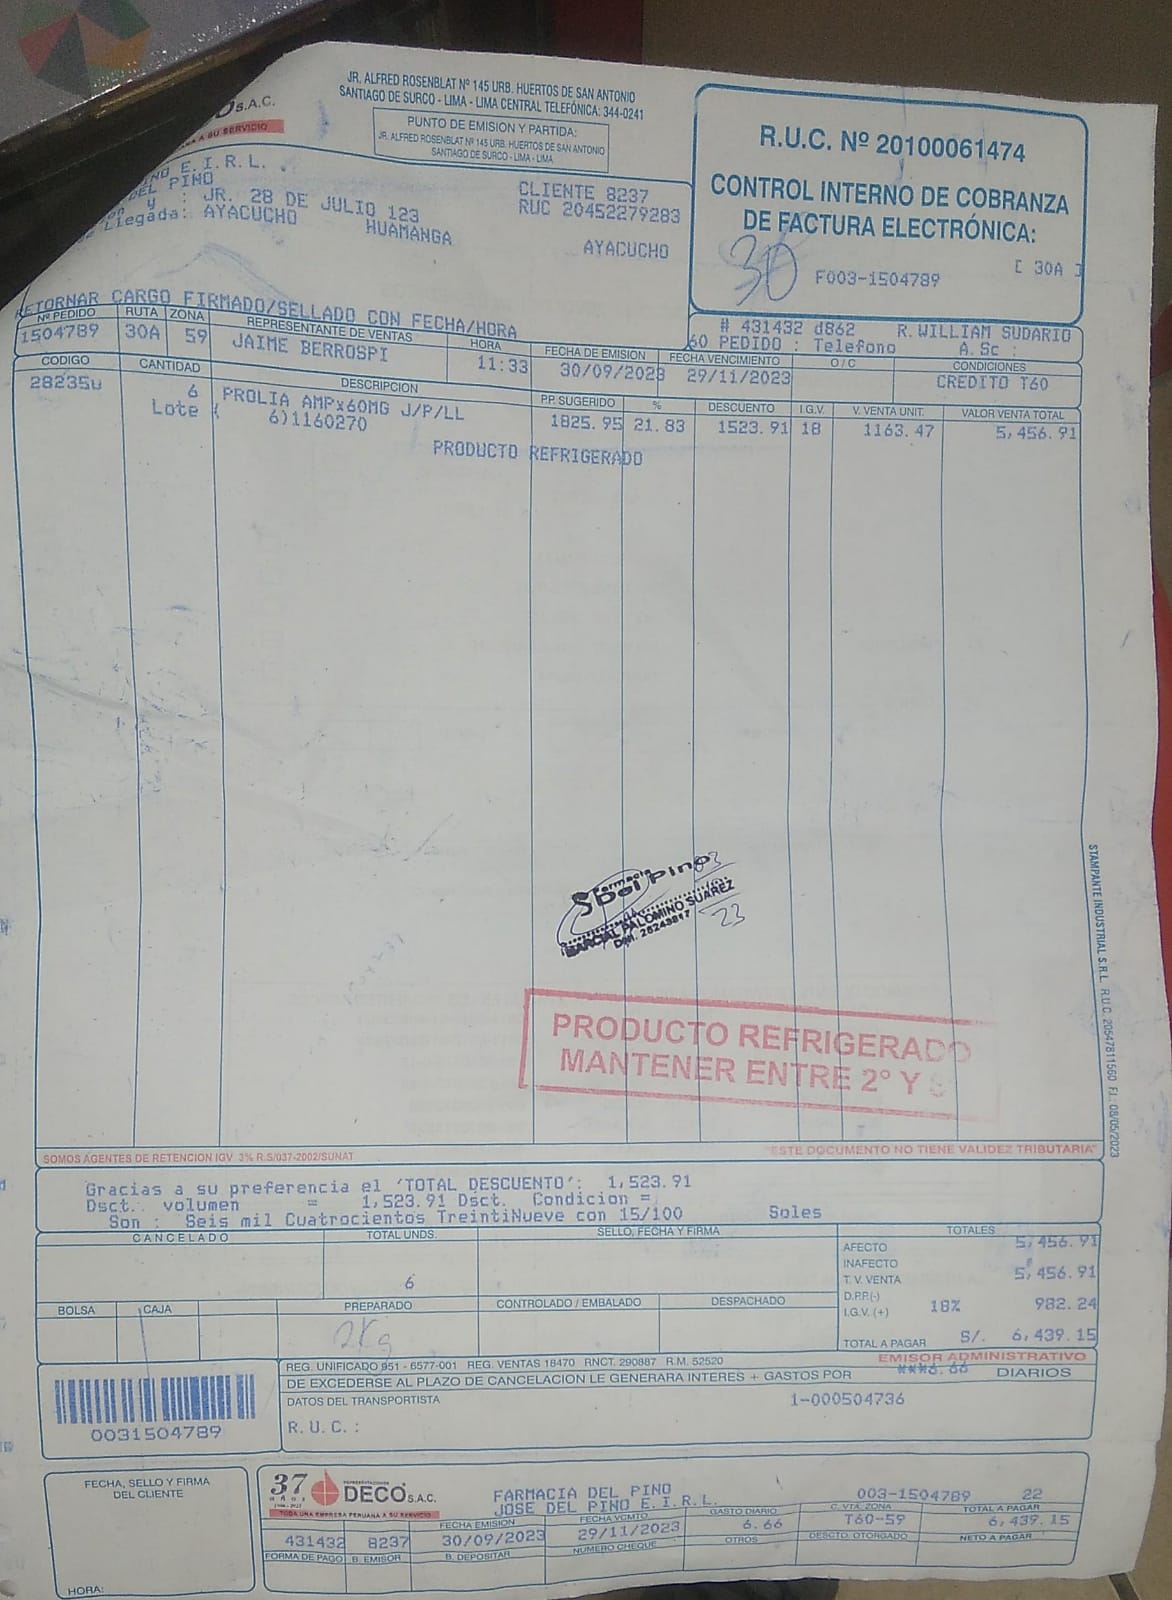 JR. ALFRED ROSENBLAT Nº 145 URB. HUERTOS DE SAN ANTONIO
SANTIAGO DE SURCO - LIMA - LIMA CENTRAL TELEFÓNICA: 344-0241
S.A.C.
A SU SERVICIO
PUNTO DE EMISION Y PARTIDA:
JR. ALFRED ROSENBLAT Nº 145 URB. HUERTOS DE SAN ANTONIO
SANTIAGO DE SURCO - LIMA - LIMA
R.U.C. Nº 20100061474
CONTROL INTERNO DE COBRANZA
DE FACTURA ELECTRÓNICA:
[ 30A ]
30
F003-1504789
E.I.R.L.
DEL PINO
CLIENTE 8237
y : JR. 28 DE JULIO 123
RUC 20452279283
Llegada: AYACUCHO HUAMANGA AYACUCHO
RETORNAR CARGO FIRMADO/SELLADO CON FECHA/HORA
# 431432 d862 R.WILLIAM SUDARIO
60 PEDIDO : Telefono A.Sc :
Nº PEDIDO RUTA ZONA REPRESENTANTE DE VENTAS HORA FECHA DE EMISION FECHA VENCIMIENTO O/C CONDICIONES
1504789 30A 59 JAIME BERROSPI 11:33 30/09/2023 29/11/2023 CREDITO T60
CODIGO CANTIDAD DESCRIPCION PP. SUGERIDO % DESCUENTO I.G.V. V. VENTA UNIT. VALOR VENTA TOTAL
28235u 6 PROLIA AMPx60MG J/P/LL 1825.95 21.83 1523.91 18 1163.47 5,456.91
Lote ( 6)1160270
PRODUCTO REFRIGERADO
Farmacia
Del Pino
MARCIAL PALOMINO SUAREZ
23
PRODUCTO REFRIGERADO
MANTENER ENTRE 2° Y
STAMPANTE INDUSTRIAL S.R.L. R.U.C. 20547811560 F.I.: 08/05/2023
SOMOS AGENTES DE RETENCION IGV 3% R.S/037-2002/SUNAT
"ESTE DOCUMENTO NO TIENE VALIDEZ TRIBUTARIA"
Gracias a su preferencia el 'TOTAL DESCUENTO': 1,523.91
Dsct. volumen = 1,523.91 Dsct. Condicion =
Son : Seis mil Cuatrocientos TreintiNueve con 15/100 Soles
CANCELADO TOTAL UNDS. SELLO, FECHA Y FIRMA TOTALES
6
AFECTO 5,456.91
INAFECTO
T. V. VENTA 5,456.91
D.P.P.(-)
I.G.V. (+) 18% 982.24
TOTAL A PAGAR S/. 6,439.15
BOLSA CAJA PREPARADO CONTROLADO / EMBALADO DESPACHADO
2Kg
EMISOR ADMINISTRATIVO
REG. UNIFICADO 951 - 6577-001 REG. VENTAS 18470 RNCT. 290887 R.M. 52520
DE EXCEDERSE AL PLAZO DE CANCELACION LE GENERARA INTERES + GASTOS POR ***6.66 DIARIOS
DATOS DEL TRANSPORTISTA 1-000504736
R.U.C.:
0031504789
FECHA, SELLO Y FIRMA
DEL CLIENTE
HORA:
37 años REPRESENTACIONES
DECO S.A.C.
TODA UNA EMPRESA PERUANA A SU SERVICIO
FARMACIA DEL PINO 003-1504789 22
JOSE DEL PINO E.I.R.L.
FECHA EMISION FECHA VCMTO GASTO DIARIO C. VTA. ZONA TOTAL A PAGAR
431432 8237 30/09/2023 29/11/2023 6.66 T60-59 6,439.15
FORMA DE PAGO B. EMISOR B. DEPOSITAR NUMERO CHEQUE OTROS DESCTO. OTORGADO NETO A PAGAR